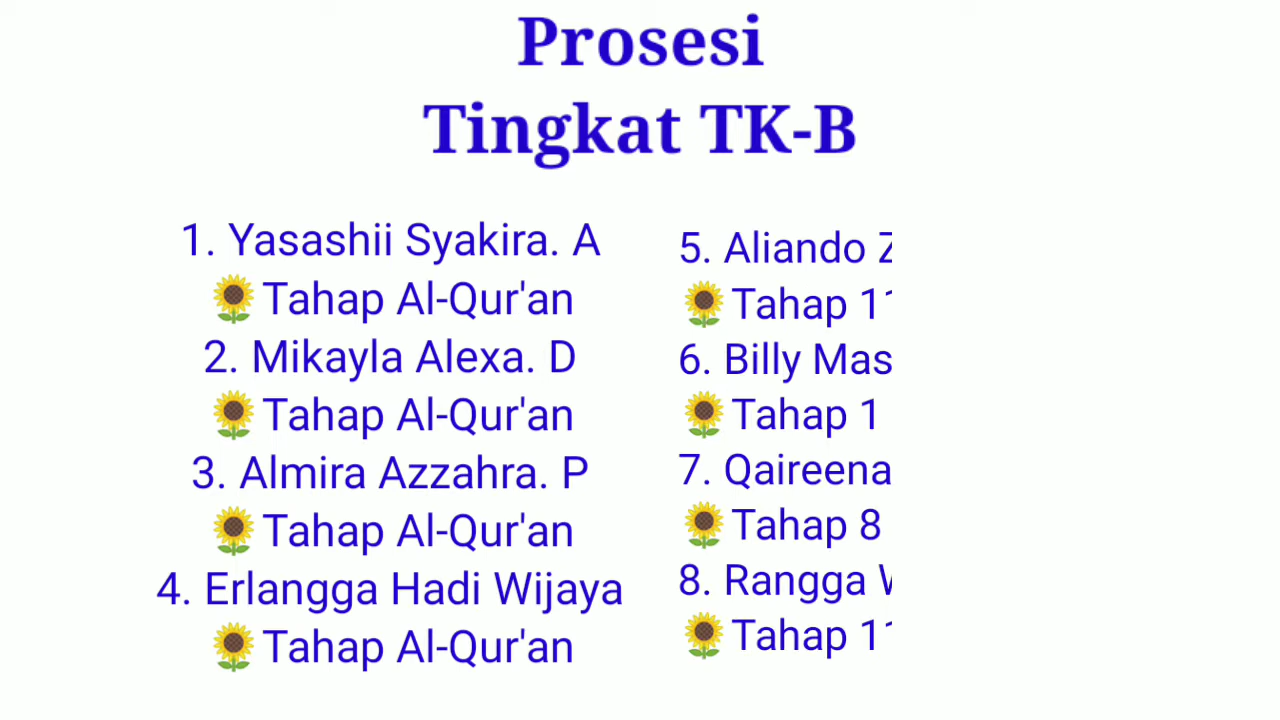 Prosesi
Tingkat TK-B
1. Yasashii Syakira. A
🌻Tahap Al-Qur'an
2. Mikayla Alexa. D
🌻Tahap Al-Qur'an
3. Almira Azzahra. P
🌻Tahap Al-Qur'an
4. Erlangga Hadi Wijaya
🌻Tahap Al-Qur'an
5. Aliando
🌻Tahap
6. Billy Mas
🌻Tahap 1
7. Qaireena
🌻Tahap 8
8. Rangga
🌻Tahap